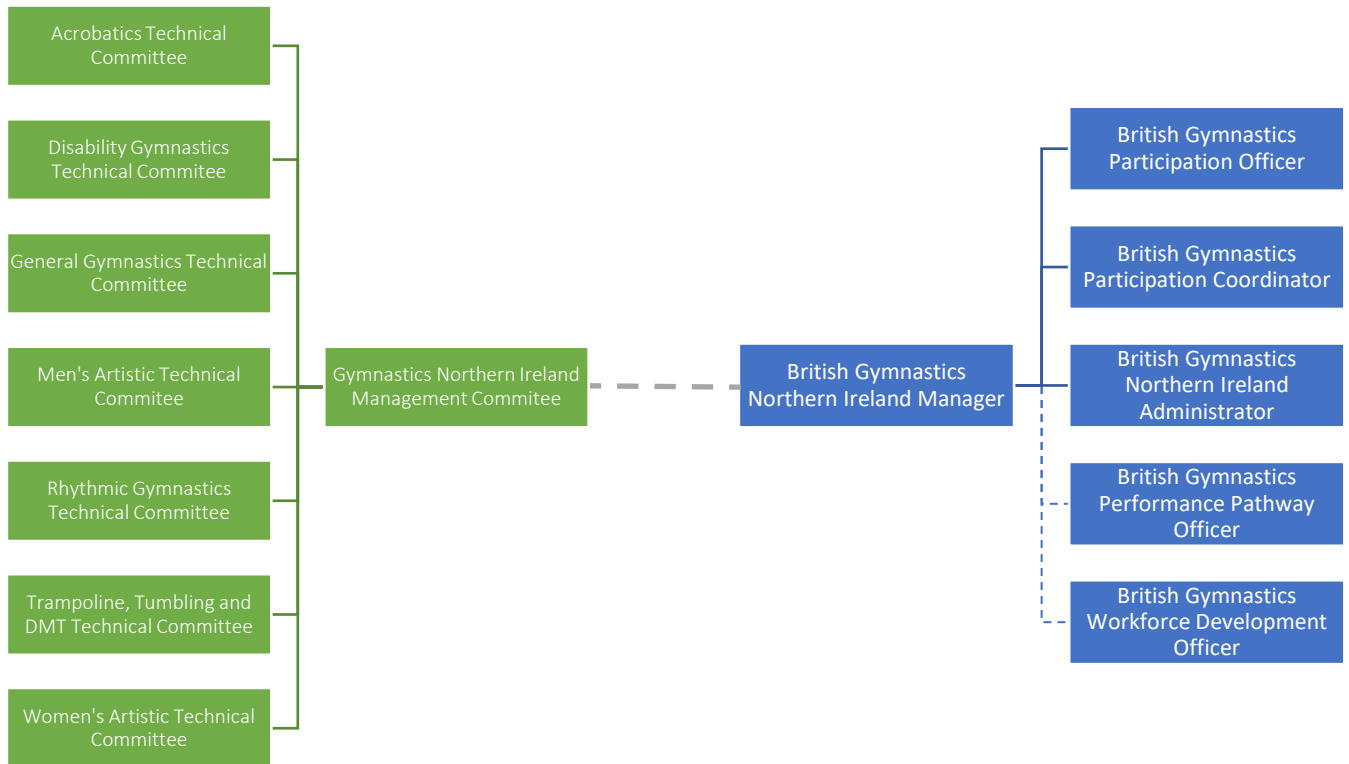 Acrobatics Technical
Committee
Disability Gymnastics
Technical Commitee
General Gymnastics Technical
Committee
Men's Artistic Technical
Commitee
Rhythmic Gymnastics
Technical Committee
Trampoline, Tumbling and
DMT Technical Committee
Women's Artistic Technical
Committee
Gymnastics Northern Ireland
Management Commitee
British Gymnastics
Northern Ireland Manager
British Gymnastics
Participation Officer
British Gymnastics
Participation Coordinator
British Gymnastics
Northern Ireland
Administrator
British Gymnastics
Performance Pathway
Officer
British Gymnastics
Workforce Development
Officer